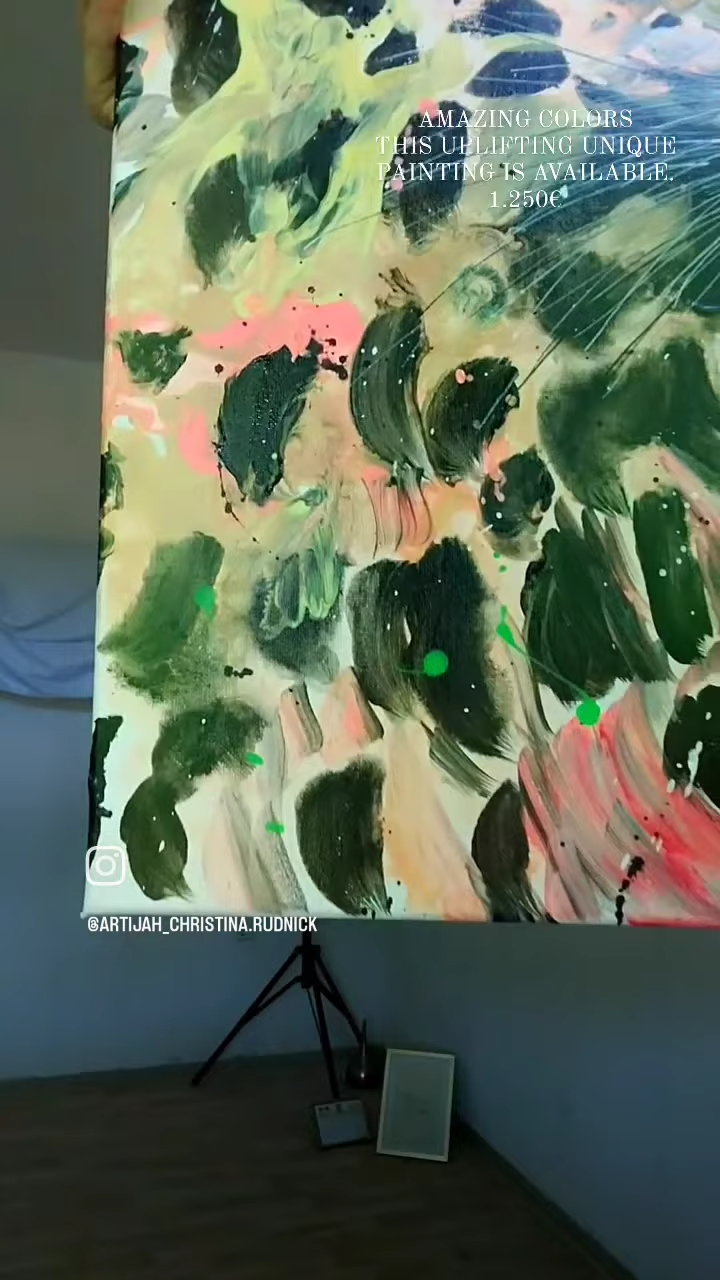 AMAZING COLORS
THIS UPLIFTING UNIQUE
PAINTING IS AVAILABLE.
1.250€
@ARTIJAH_CHRISTINA.RUDNICK